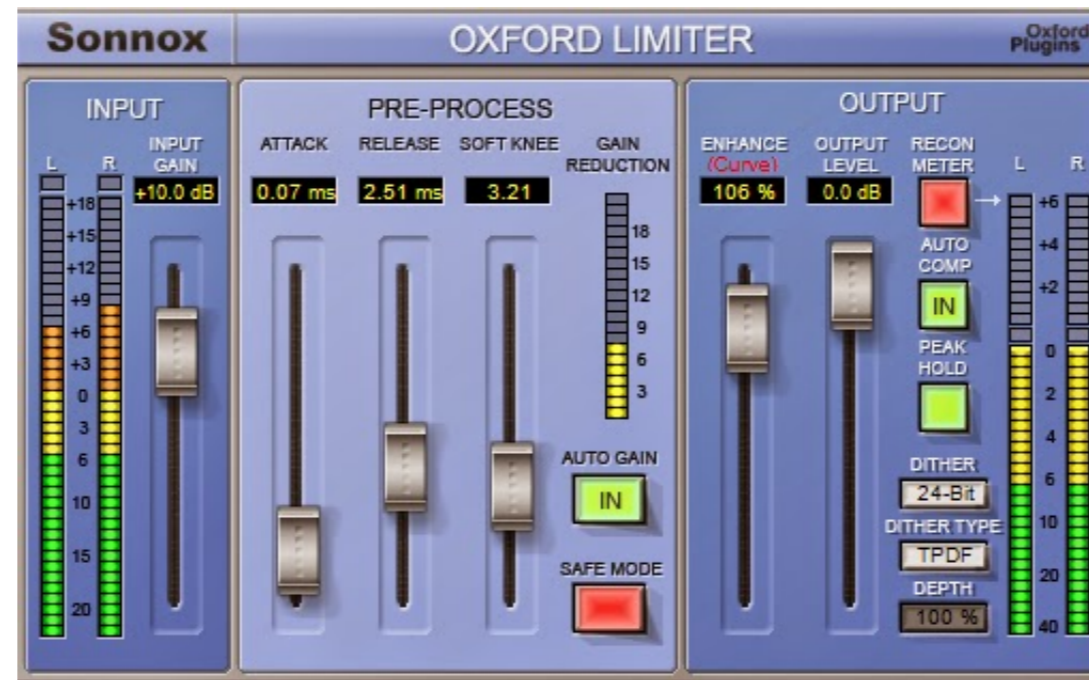 Sonnox
OXFORD LIMITER
Oxford
Plugins
INPUT
INPUT
GAIN
+10.0 dB
L
R
+18
+15
+12
+9
+6
+3
0
3
6
10
15
20
PRE-PROCESS
ATTACK
0.07 ms
RELEASE
2.51 ms
SOFT KNEE
3.21
GAIN
REDUCTION
18
15
12
9
6
3
AUTO GAIN
IN
SAFE MODE
OUTPUT
ENHANCE
(Curve)
106 %
OUTPUT
LEVEL
0.0 dB
RECON
METER
AUTO
COMP
IN
PEAK
HOLD
DITHER
24-Bit
DITHER TYPE
TPDF
DEPTH
100 %
L
R
+6
+4
+2
0
2
4
6
10
20
40